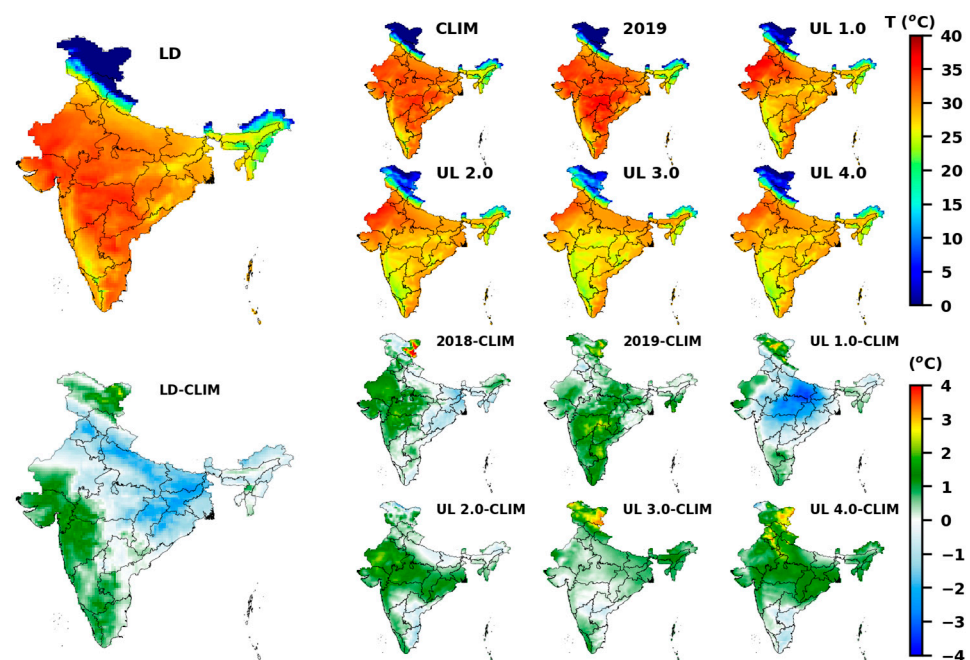 LD
CLIM
2019
UL 1.0
T (°C)
40
35
30
25
20
15
10
5
0
UL 2.0
UL 3.0
UL 4.0
LD-CLIM
2018-CLIM
2019-CLIM
UL 1.0-CLIM
(°C)
4
3
2
1
0
−1
−2
−3
−4
UL 2.0-CLIM
UL 3.0-CLIM
UL 4.0-CLIM